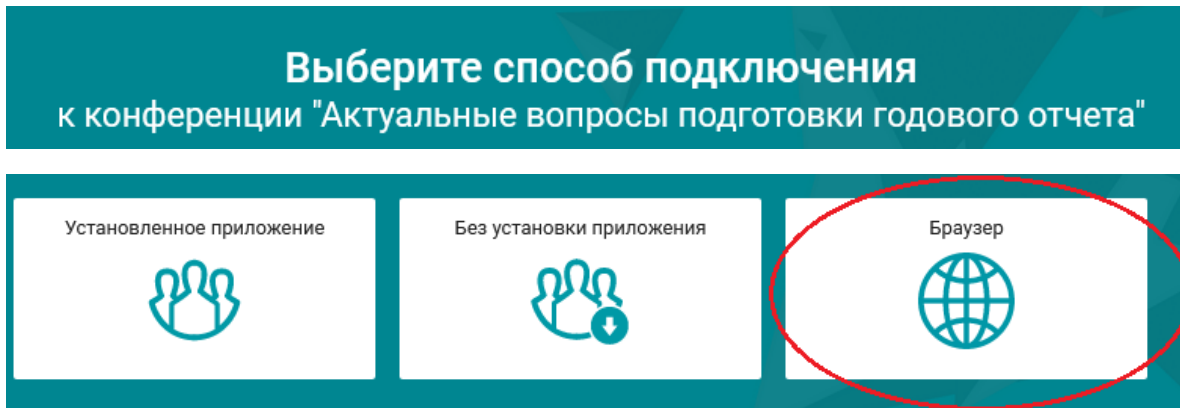 Выберите способ подключения
к конференции "Актуальные вопросы подготовки годового отчета"
Установленное приложение
Без установки приложения
Браузер